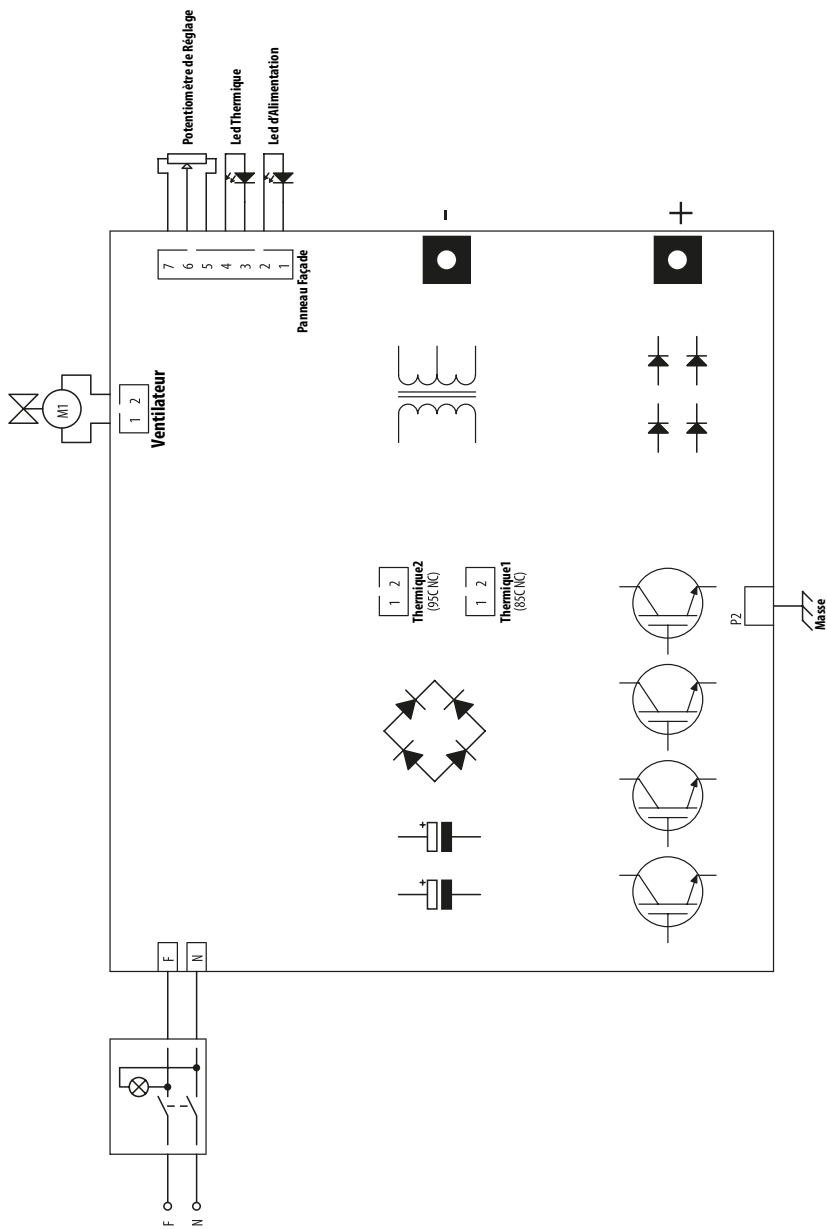 Potentiomètre de Réglage
Led Thermique
Led d'Alimentation
7
6
5
4
3
2
1
Panneau Façade
-
+
M1
1 2
Ventilateur
1 2
Thermique2
(95C NC)
1 2
Thermique1
(85C NC)
P2
Masse
+
+
F
N
F
N